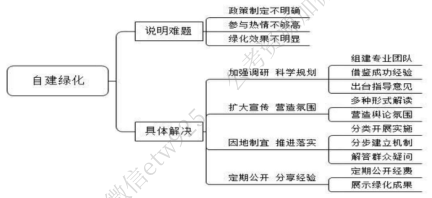 自建绿化
说明难题
政策制定不明确
参与热情不够高
绿化效果不明显
具体解决
加强调研 科学规划
组建专业团队
借鉴成功经验
出台指导意见
扩大宣传 营造氛围
多种形式解读
营造舆论氛围
因地制宜 推进落实
分类开展实施
分步建立机制
解答群众疑问
定期公开 分享经验
定期公开经费
展示绿化成果